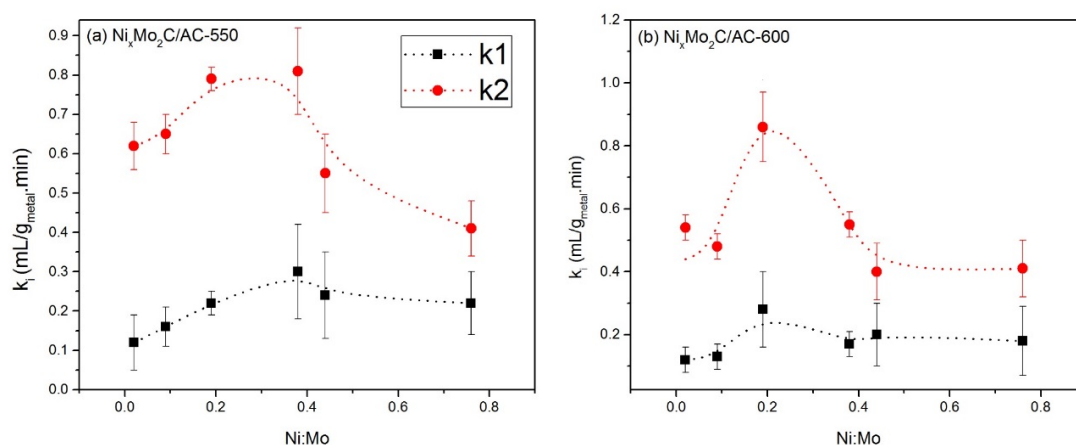 (a) NiₓMo₂C/AC-550
k1
k2
kᵢ (mL/g_metal.min)
0.9
0.8
0.7
0.6
0.5
0.4
0.3
0.2
0.1
0.0
0.0 0.2 0.4 0.6 0.8
Ni:Mo
(b) NiₓMo₂C/AC-600
kᵢ (mL/g_metal.min)
1.2
1.0
0.8
0.6
0.4
0.2
0.0 0.2 0.4 0.6 0.8
Ni:Mo